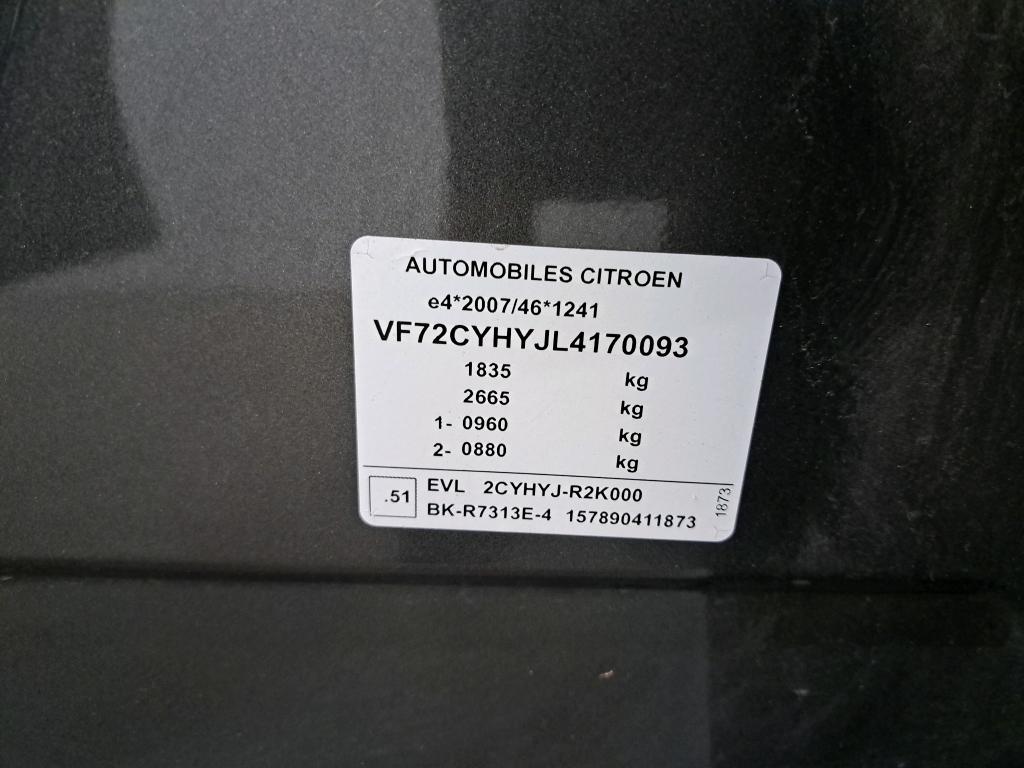 AUTOMOBILES CITROEN
e4*2007/46*1241
VF72CYHYJL4170093
1835 kg
2665 kg
1- 0960 kg
2- 0880 kg
.51
EVL 2CYHYJ-R2K000
BK-R7313E-4 157890411873
1873